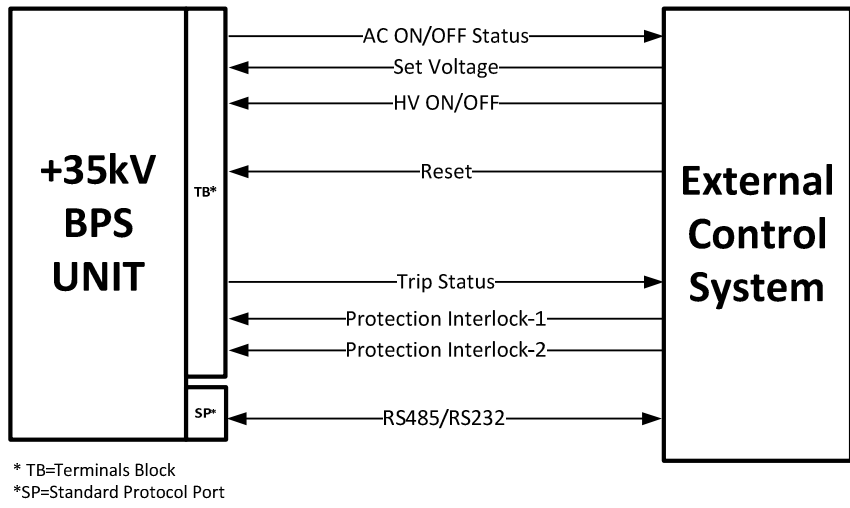 +35kV
BPS
UNIT
TB*
SP*
AC ON/OFF Status
Set Voltage
HV ON/OFF
Reset
Trip Status
Protection Interlock-1
Protection Interlock-2
RS485/RS232
External
Control
System
* TB=Terminals Block
*SP=Standard Protocol Port